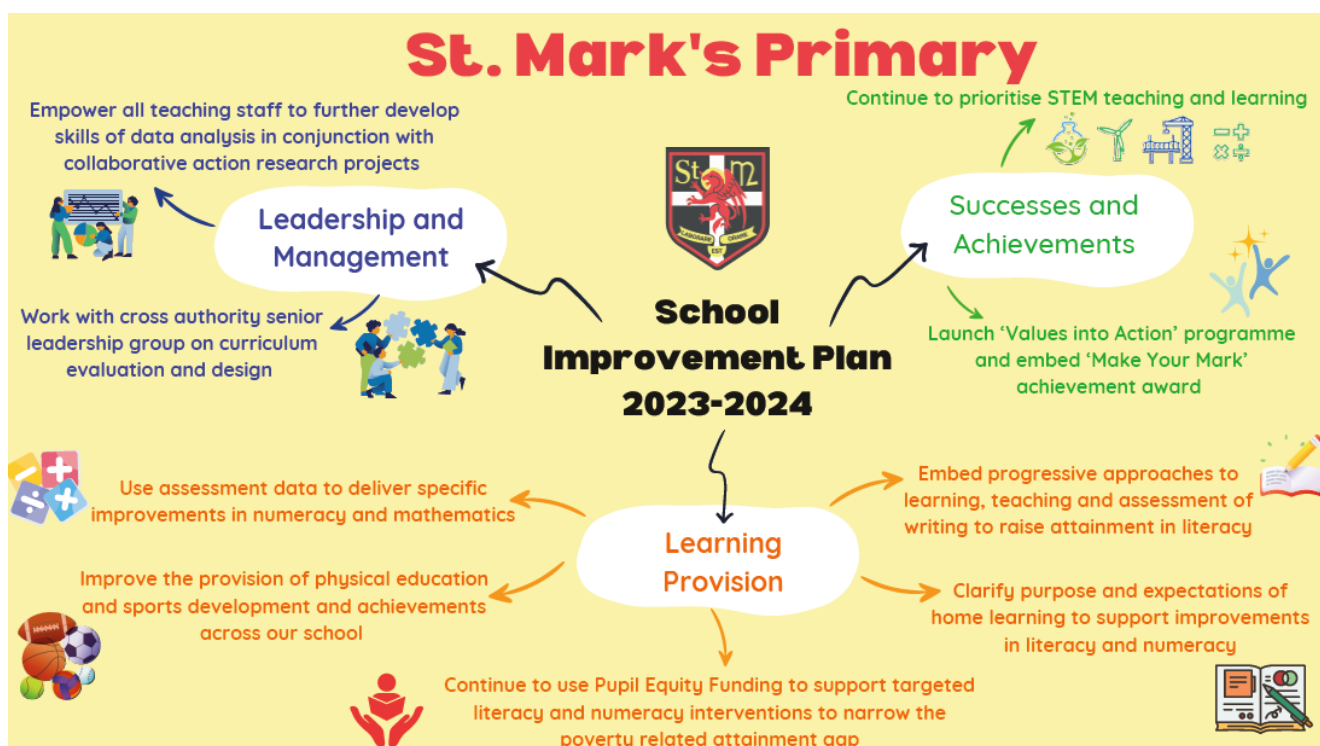 St. Mark's Primary
Empower all teaching staff to further develop
skills of data analysis in conjunction with
collaborative action research projects
Leadership and
Management
Work with cross authority senior
leadership group on curriculum
evaluation and design
St M
LABORARE
EST
ORARE
School
Improvement Plan
2023-2024
Continue to prioritise STEM teaching and learning
Successes and
Achievements
Launch ‘Values into Action’ programme
and embed ‘Make Your Mark’
achievement award
Learning
Provision
Use assessment data to deliver specific
improvements in numeracy and mathematics
Improve the provision of physical education
and sports development and achievements
across our school
Continue to use Pupil Equity Funding to support targeted
literacy and numeracy interventions to narrow the
poverty related attainment gap
Embed progressive approaches to
learning, teaching and assessment of
writing to raise attainment in literacy
Clarify purpose and expectations of
home learning to support improvements
in literacy and numeracy